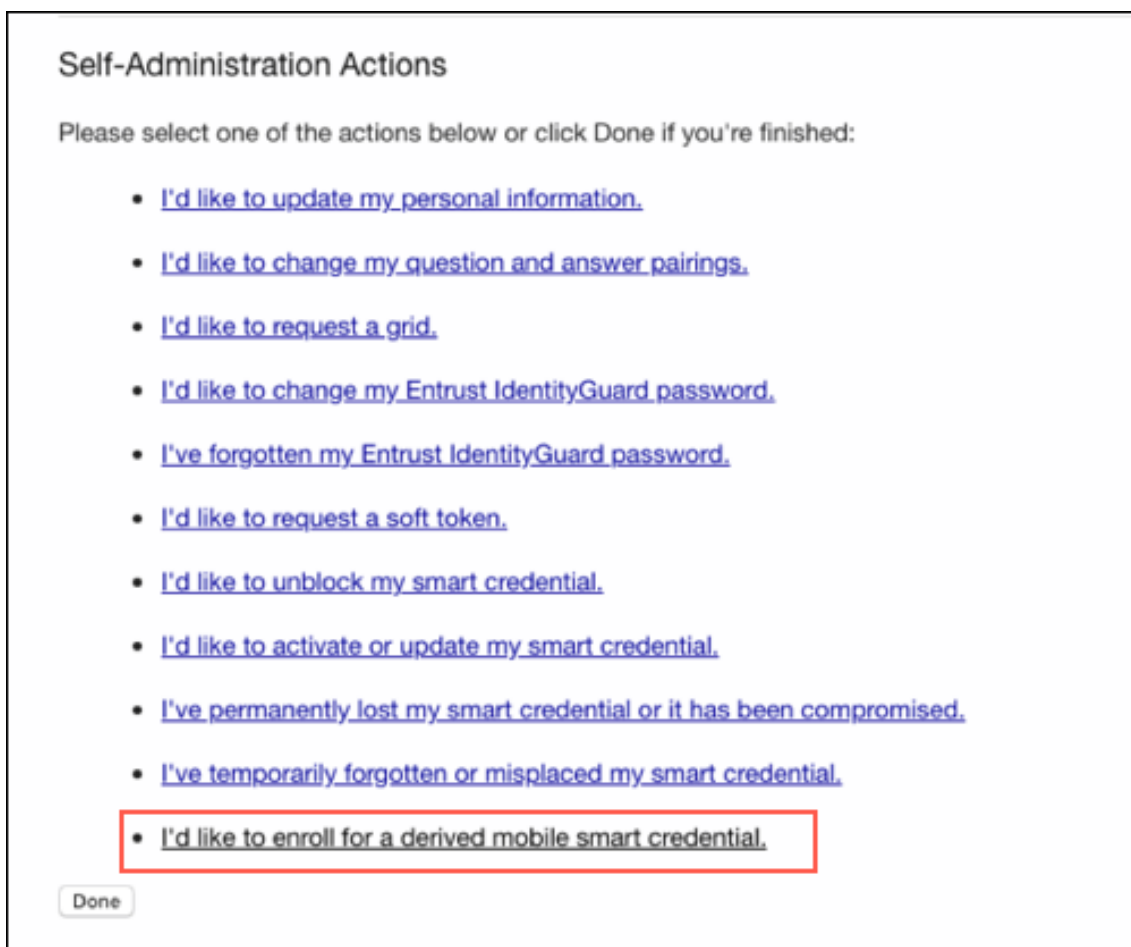 Self-Administration Actions
Please select one of the actions below or click Done if you're finished:
I'd like to update my personal information.
I'd like to change my question and answer pairings.
I'd like to request a grid.
I'd like to change my Entrust IdentityGuard password.
I've forgotten my Entrust IdentityGuard password.
I'd like to request a soft token.
I'd like to unblock my smart credential.
I'd like to activate or update my smart credential.
I've permanently lost my smart credential or it has been compromised.
I've temporarily forgotten or misplaced my smart credential.
I'd like to enroll for a derived mobile smart credential.
Done